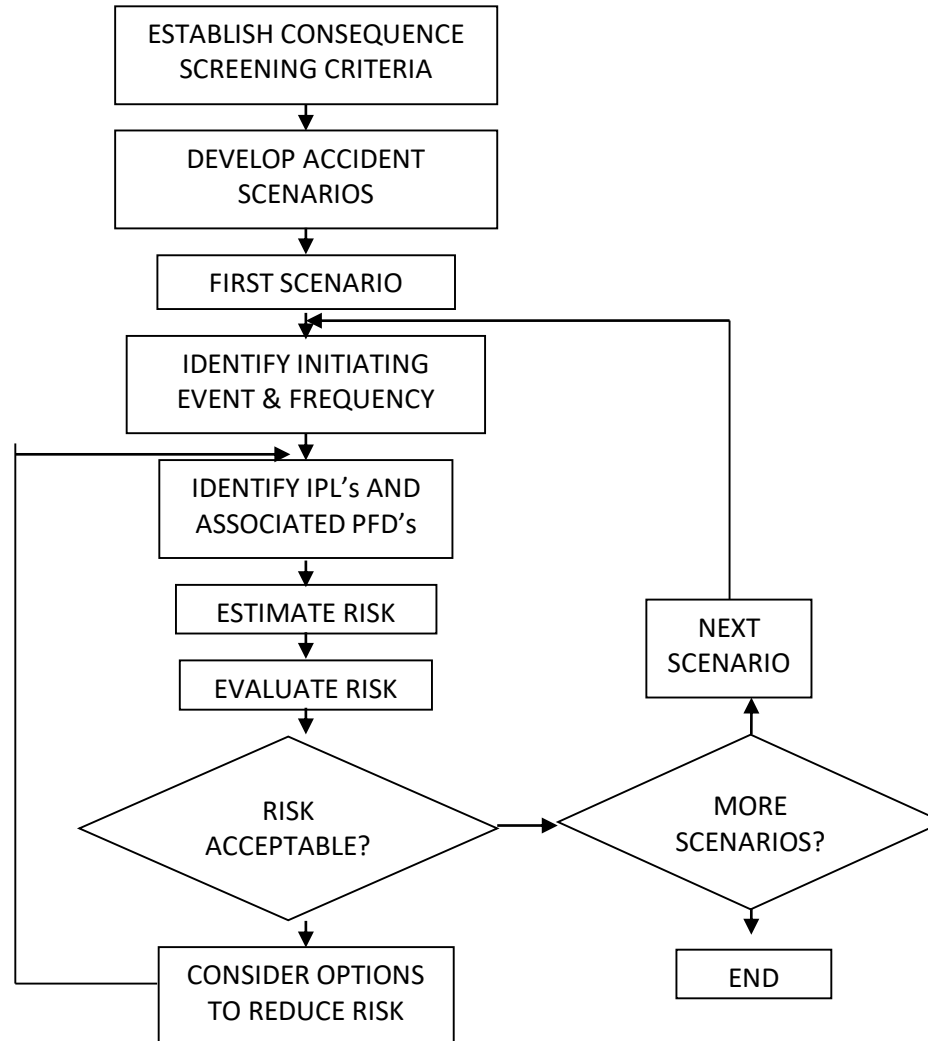 ESTABLISH CONSEQUENCE
SCREENING CRITERIA
DEVELOP ACCIDENT
SCENARIOS
FIRST SCENARIO
IDENTIFY INITIATING
EVENT & FREQUENCY
IDENTIFY IPL’s AND
ASSOCIATED PFD’s
ESTIMATE RISK
EVALUATE RISK
RISK
ACCEPTABLE?
CONSIDER OPTIONS
TO REDUCE RISK
NEXT
SCENARIO
MORE
SCENARIOS?
END